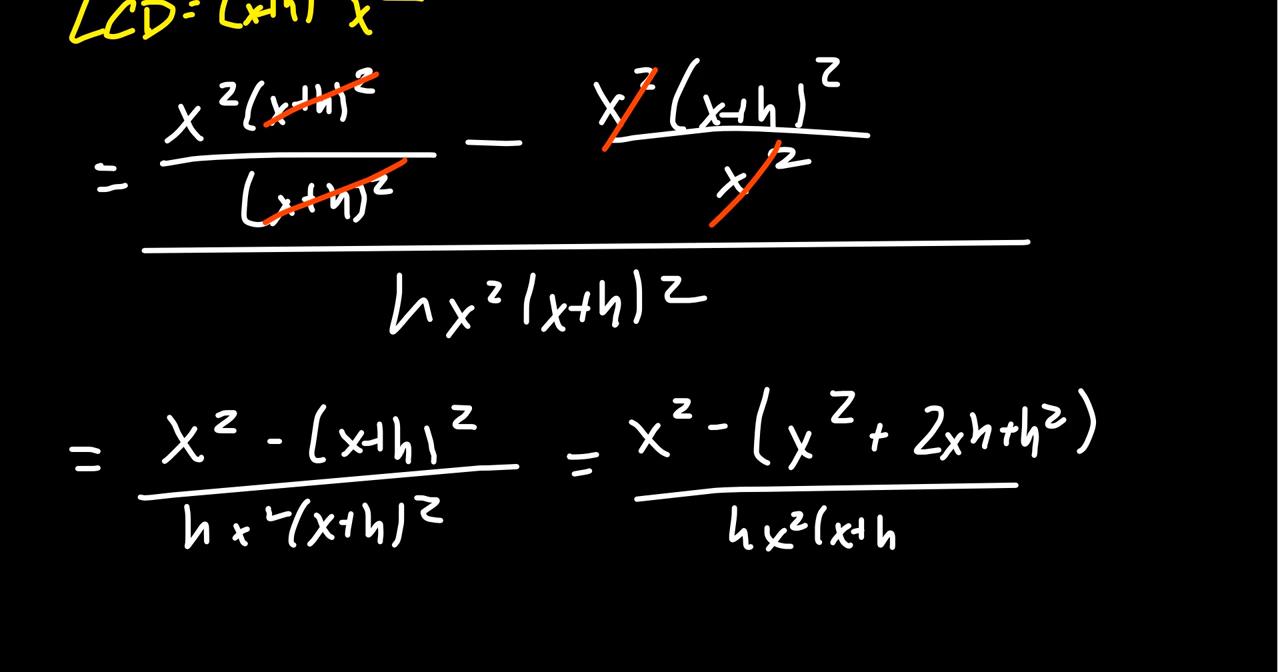 LCD = (x+h)² x²
= x²(x+h)² / (x+h)² − x²(x+h)² / x²
hx²(x+h)²
= x² - (x+h)² / hx²(x+h)² = x² - (x² + 2xh+h²) / hx²(x+h